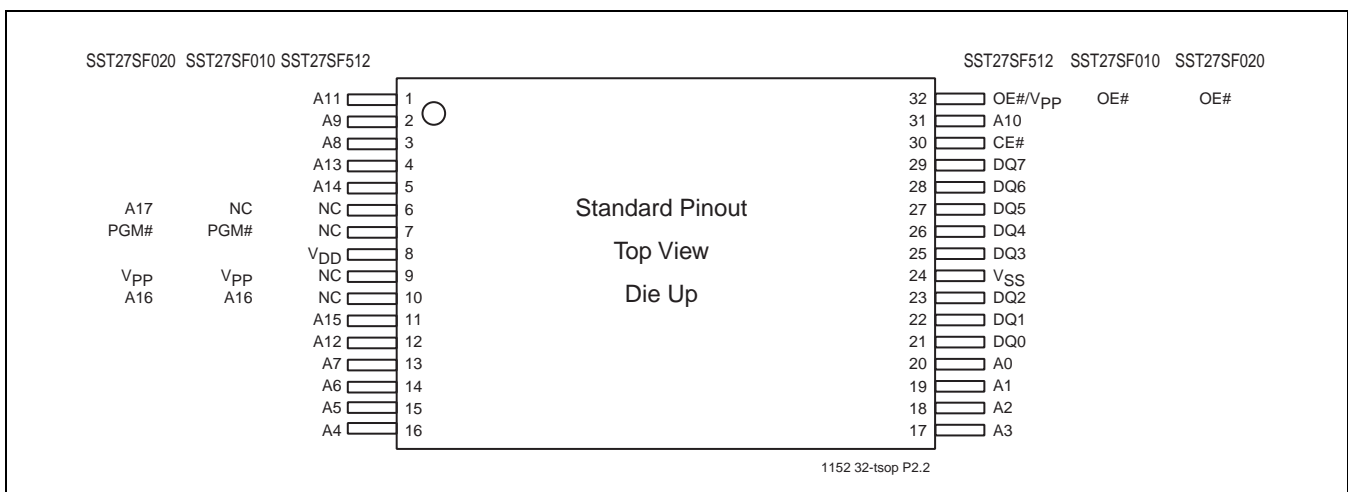 SST27SF020 SST27SF010 SST27SF512 SST27SF512 SST27SF010 SST27SF020
A11 1 32 OE#/VPP OE# OE#
A9 2 31 A10
A8 3 30 CE#
A13 4 29 DQ7
A14 5 28 DQ6
A17 NC NC 6 Standard Pinout 27 DQ5
PGM# PGM# NC 7 26 DQ4
VDD 8 Top View 25 DQ3
VPP VPP NC 9 24 VSS
A16 A16 NC 10 Die Up 23 DQ2
A15 11 22 DQ1
A12 12 21 DQ0
A7 13 20 A0
A6 14 19 A1
A5 15 18 A2
A4 16 17 A3
1152 32-tsop P2.2